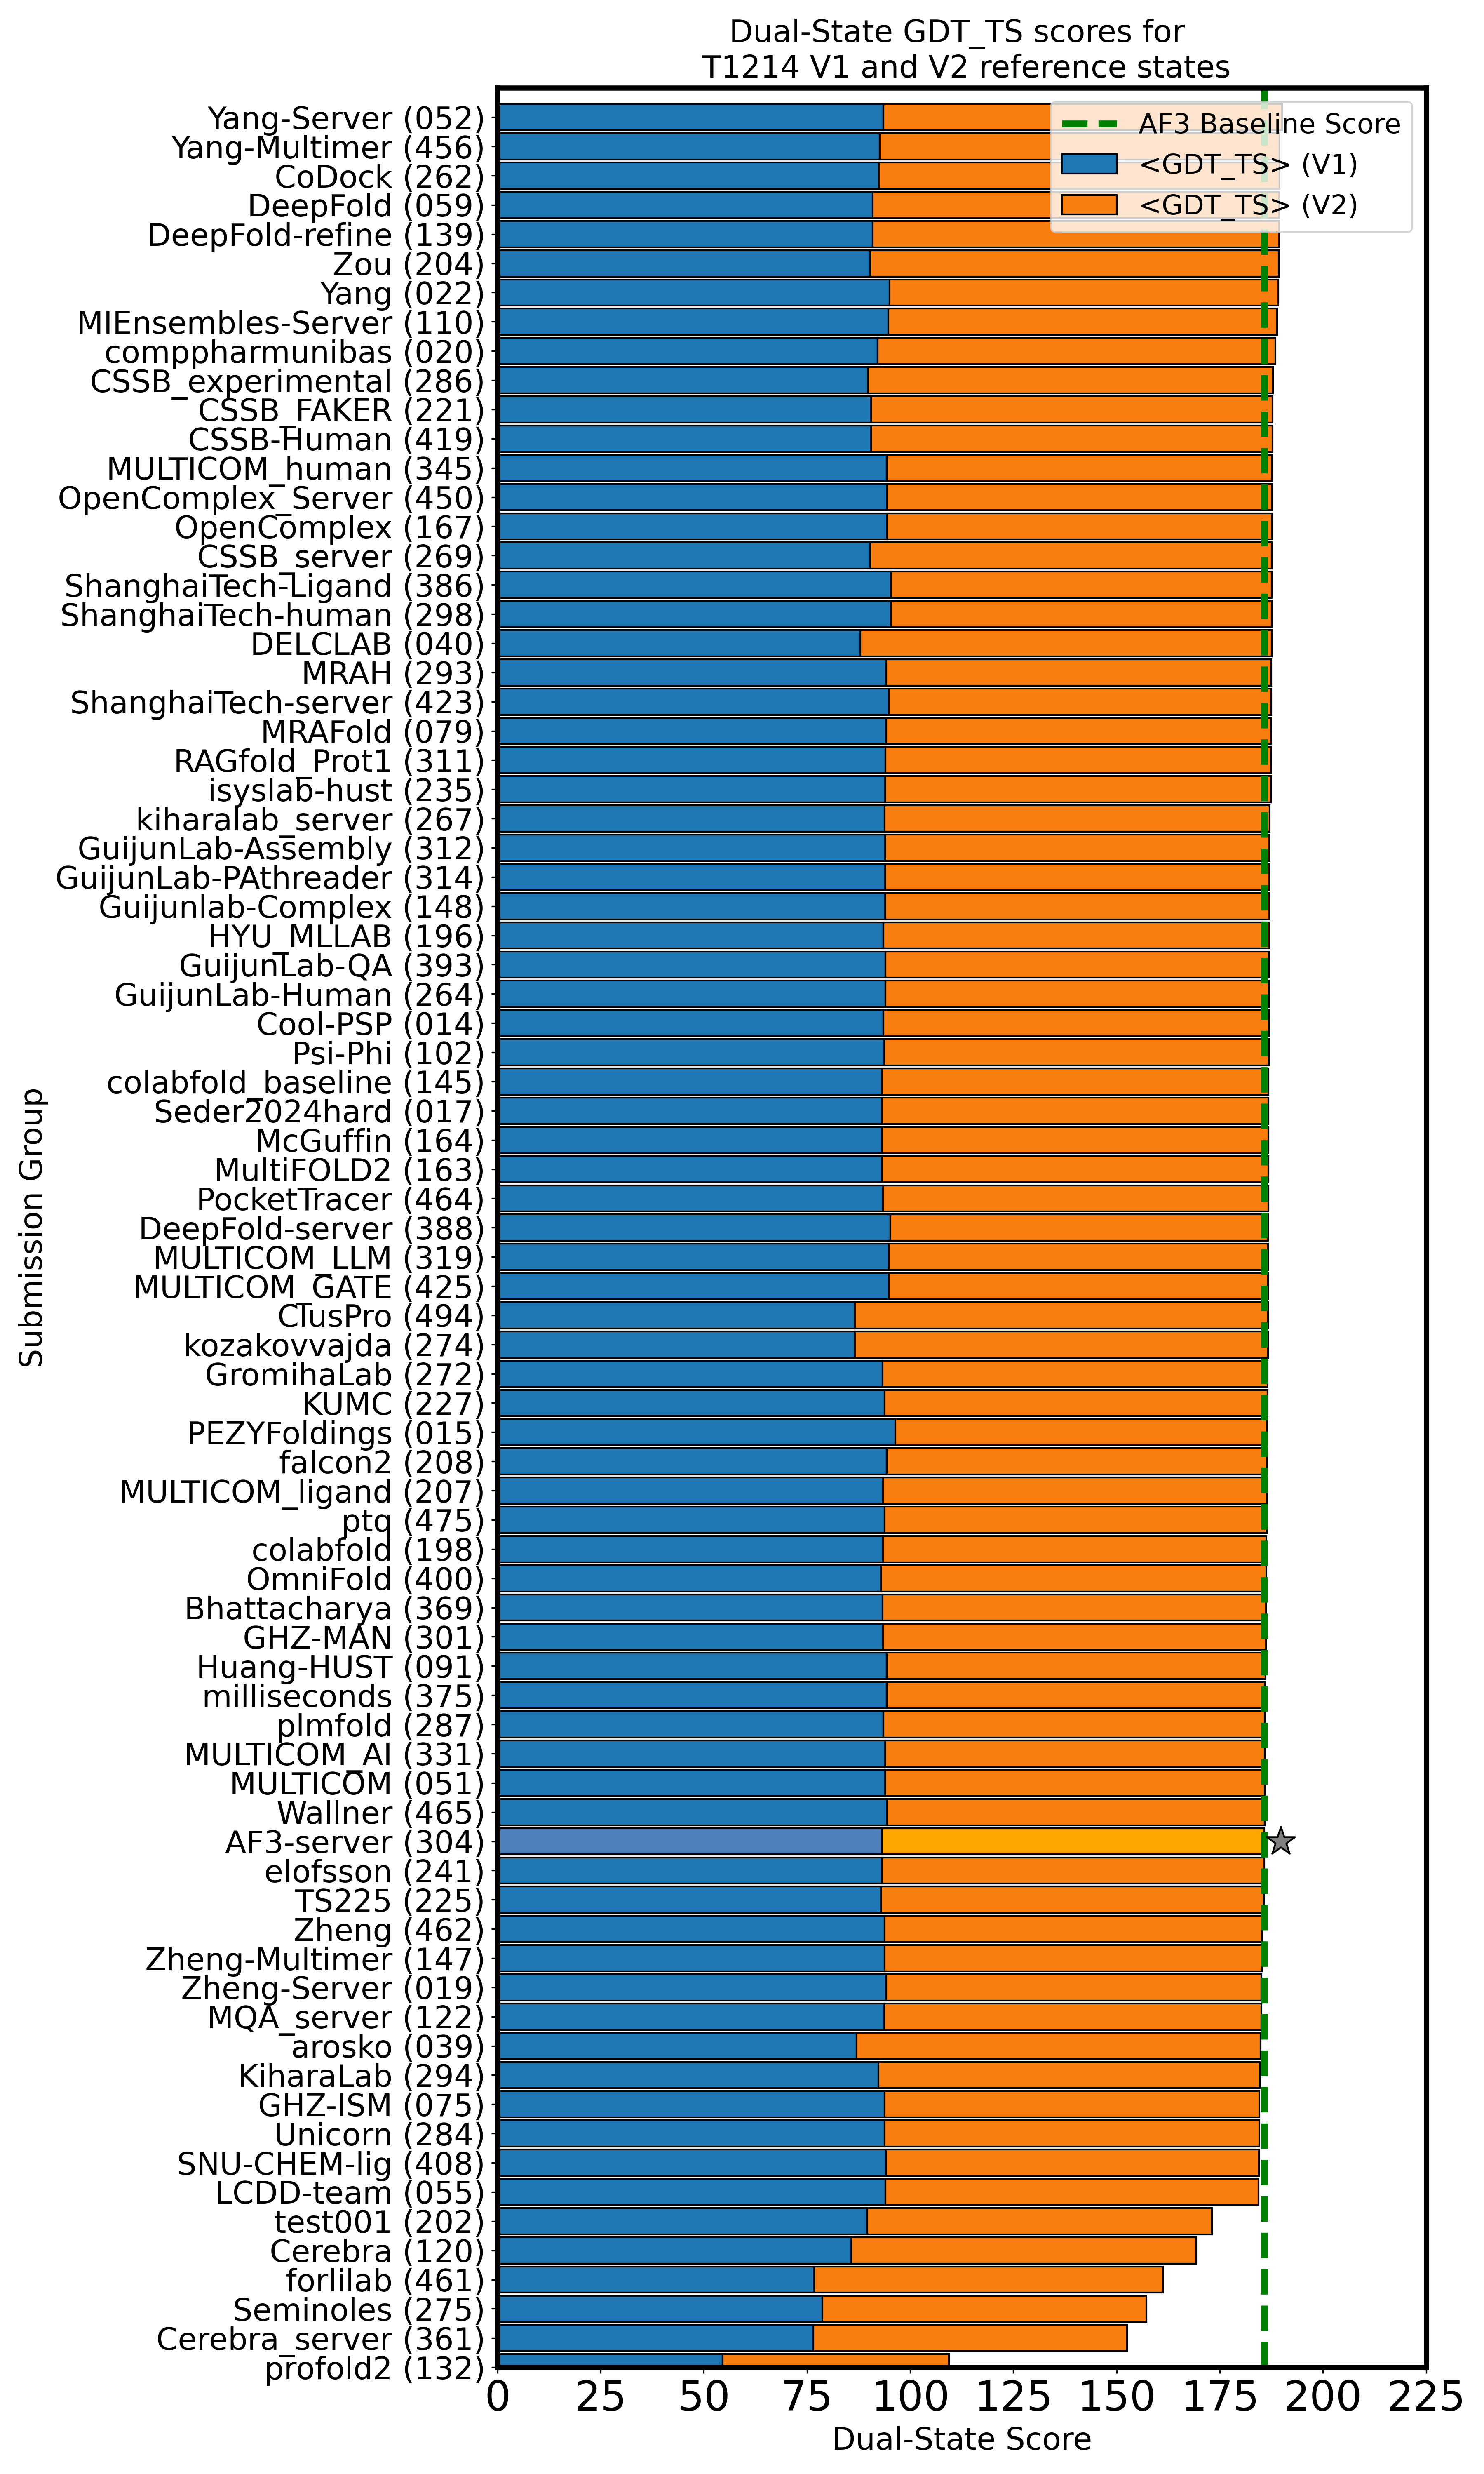 Dual-State GDT_TS scores for
T1214 V1 and V2 reference states
AF3 Baseline Score
<GDT_TS> (V1)
<GDT_TS> (V2)
Submission Group
Yang-Server (052)
Yang-Multimer (456)
CoDock (262)
DeepFold (059)
DeepFold-refine (139)
Zou (204)
Yang (022)
MIEnsembles-Server (110)
comppharmunibas (020)
CSSB_experimental (286)
CSSB_FAKER (221)
CSSB-Human (419)
MULTICOM_human (345)
OpenComplex_Server (450)
OpenComplex (167)
CSSB_server (269)
ShanghaiTech-Ligand (386)
ShanghaiTech-human (298)
DELCLAB (040)
MRAH (293)
ShanghaiTech-server (423)
MRAFold (079)
RAGfold_Prot1 (311)
isyslab-hust (235)
kiharalab_server (267)
GuijunLab-Assembly (312)
GuijunLab-PAthreader (314)
Guijunlab-Complex (148)
HYU_MLLAB (196)
GuijunLab-QA (393)
GuijunLab-Human (264)
Cool-PSP (014)
Psi-Phi (102)
colabfold_baseline (145)
Seder2024hard (017)
McGuffin (164)
MultiFOLD2 (163)
PocketTracer (464)
DeepFold-server (388)
MULTICOM_LLM (319)
MULTICOM_GATE (425)
ClusPro (494)
kozakovvajda (274)
GromihaLab (272)
KUMC (227)
PEZYFoldings (015)
falcon2 (208)
MULTICOM_ligand (207)
ptq (475)
colabfold (198)
OmniFold (400)
Bhattacharya (369)
GHZ-MAN (301)
Huang-HUST (091)
milliseconds (375)
plmfold (287)
MULTICOM_AI (331)
MULTICOM (051)
Wallner (465)
AF3-server (304)
elofsson (241)
TS225 (225)
Zheng (462)
Zheng-Multimer (147)
Zheng-Server (019)
MQA_server (122)
arosko (039)
KiharaLab (294)
GHZ-ISM (075)
Unicorn (284)
SNU-CHEM-lig (408)
LCDD-team (055)
test001 (202)
Cerebra (120)
forlilab (461)
Seminoles (275)
Cerebra_server (361)
profold2 (132)
0 25 50 75 100 125 150 175 200 225
Dual-State Score